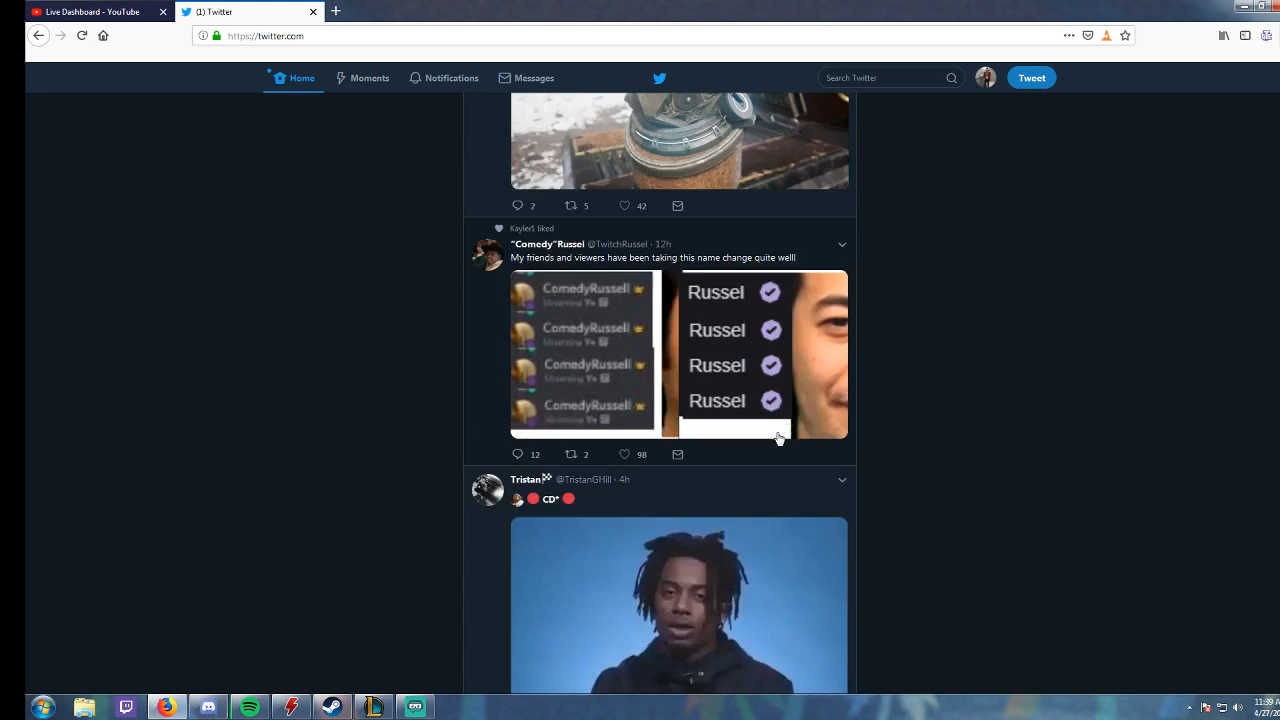 Live Dashboard - YouTube
(1) Twitter
https://twitter.com
Home
Moments
Notifications
Messages
Search Twitter
Tweet
2
5
42
Kayler1 liked
“Comedy”Russel @TwitchRussel · 12h
My friends and viewers have been taking this name change quite well!
ComedyRussell
ComedyRussell
ComedyRussell
ComedyRussell
Russel
Russel
Russel
Russel
12
2
98
Tristan @TristanGHill · 4h
CD*
11:39
4/27/20